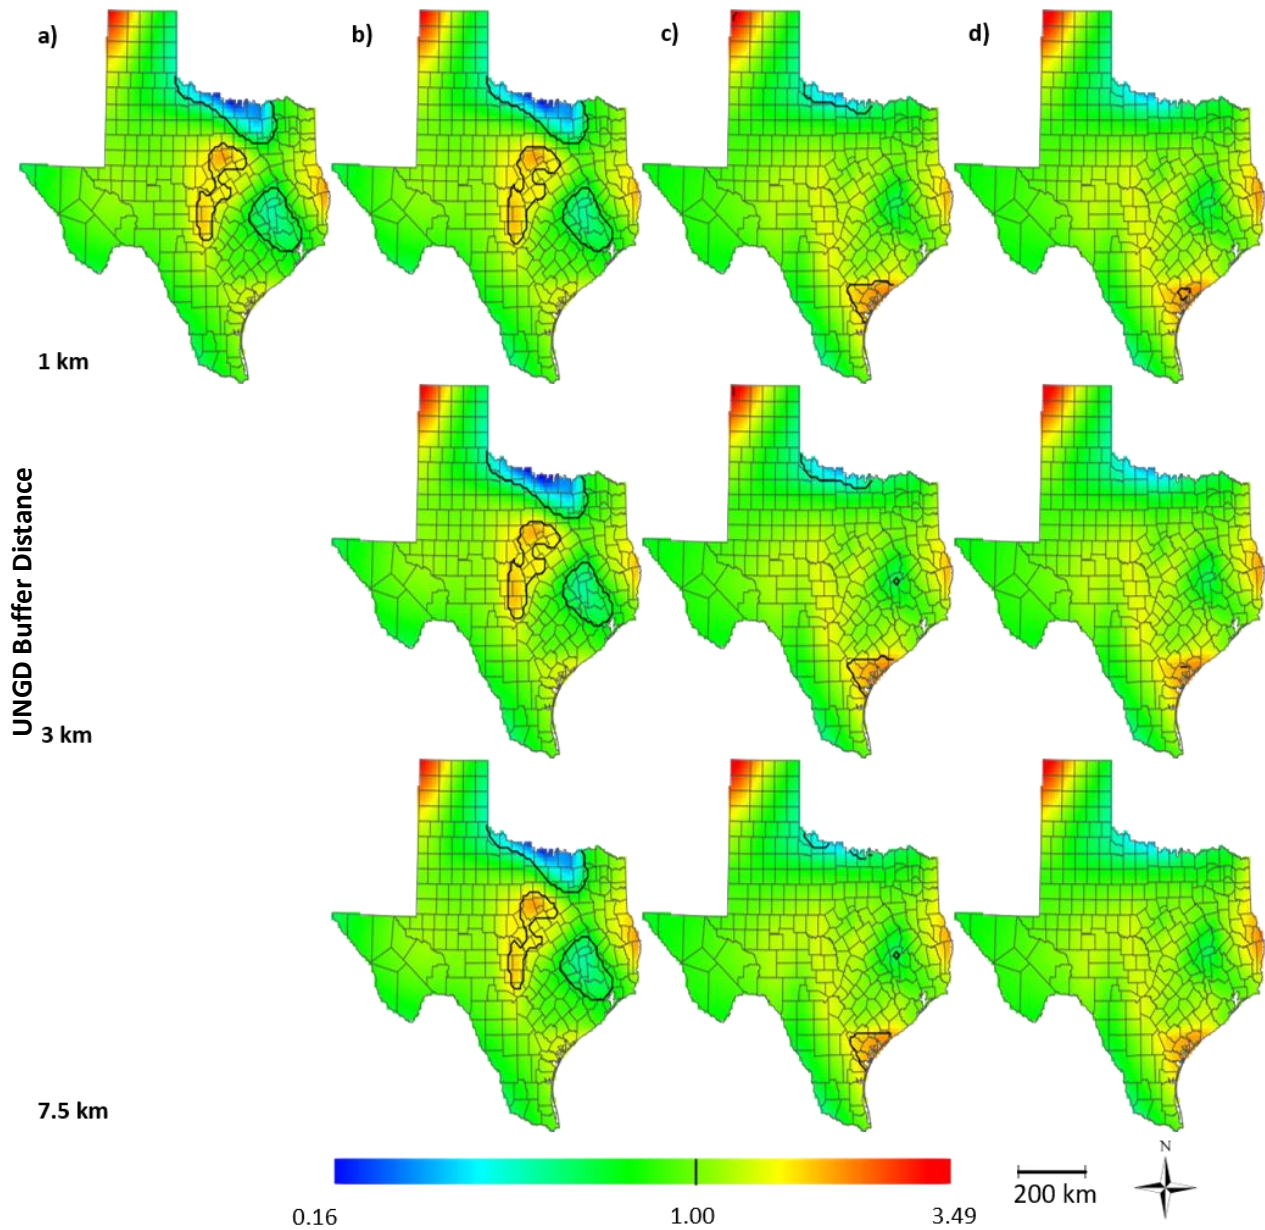 a)
b)
c)
d)
1 km
UNGD Buffer Distance
3 km
7.5 km
N
200 km
0.16
1.00
3.49